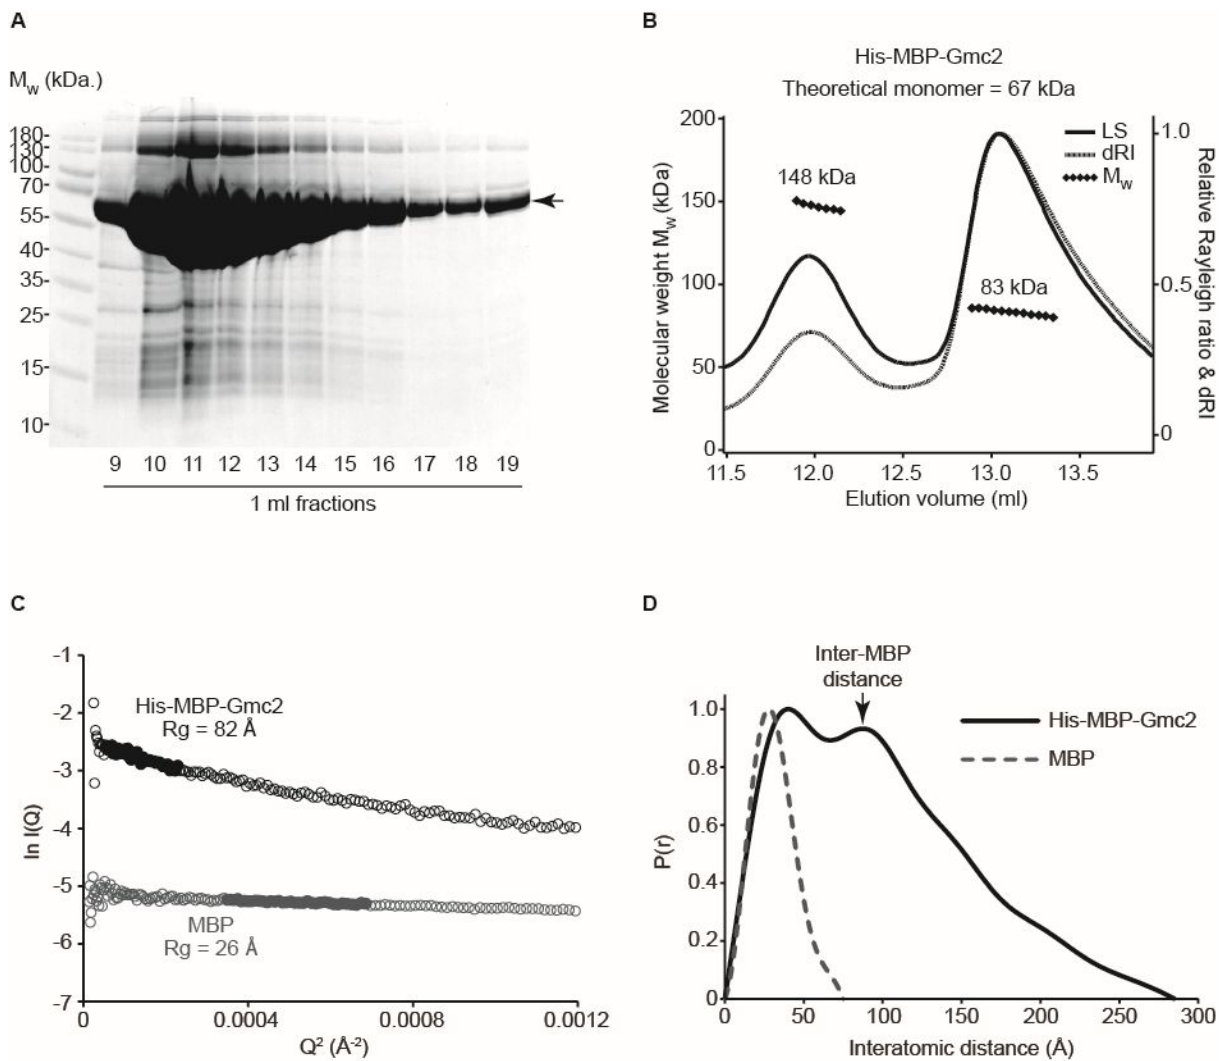 A
M_w (kDa.)
180-
130-
100-
70-
55-
40-
35-
25-
15-
10-
9 10 11 12 13 14 15 16 17 18 19
1 ml fractions
B
His-MBP-Gmc2
Theoretical monomer = 67 kDa
200
150
100
50
0
Molecular weight M_w (kDa)
148 kDa
83 kDa
LS
dRI
M_w
1.0
0.5
0
Relative Rayleigh ratio & dRI
11.5 12.0 12.5 13.0 13.5
Elution volume (ml)
C
-1
-2
-3
-4
-5
-6
-7
ln I(Q)
His-MBP-Gmc2
Rg = 82 Å
MBP
Rg = 26 Å
0 0.0004 0.0008 0.0012
Q² (Å⁻²)
D
Inter-MBP
distance
His-MBP-Gmc2
MBP
1.0
0.8
0.6
0.4
0.2
0
P(r)
0 50 100 150 200 250 300
Interatomic distance (Å)